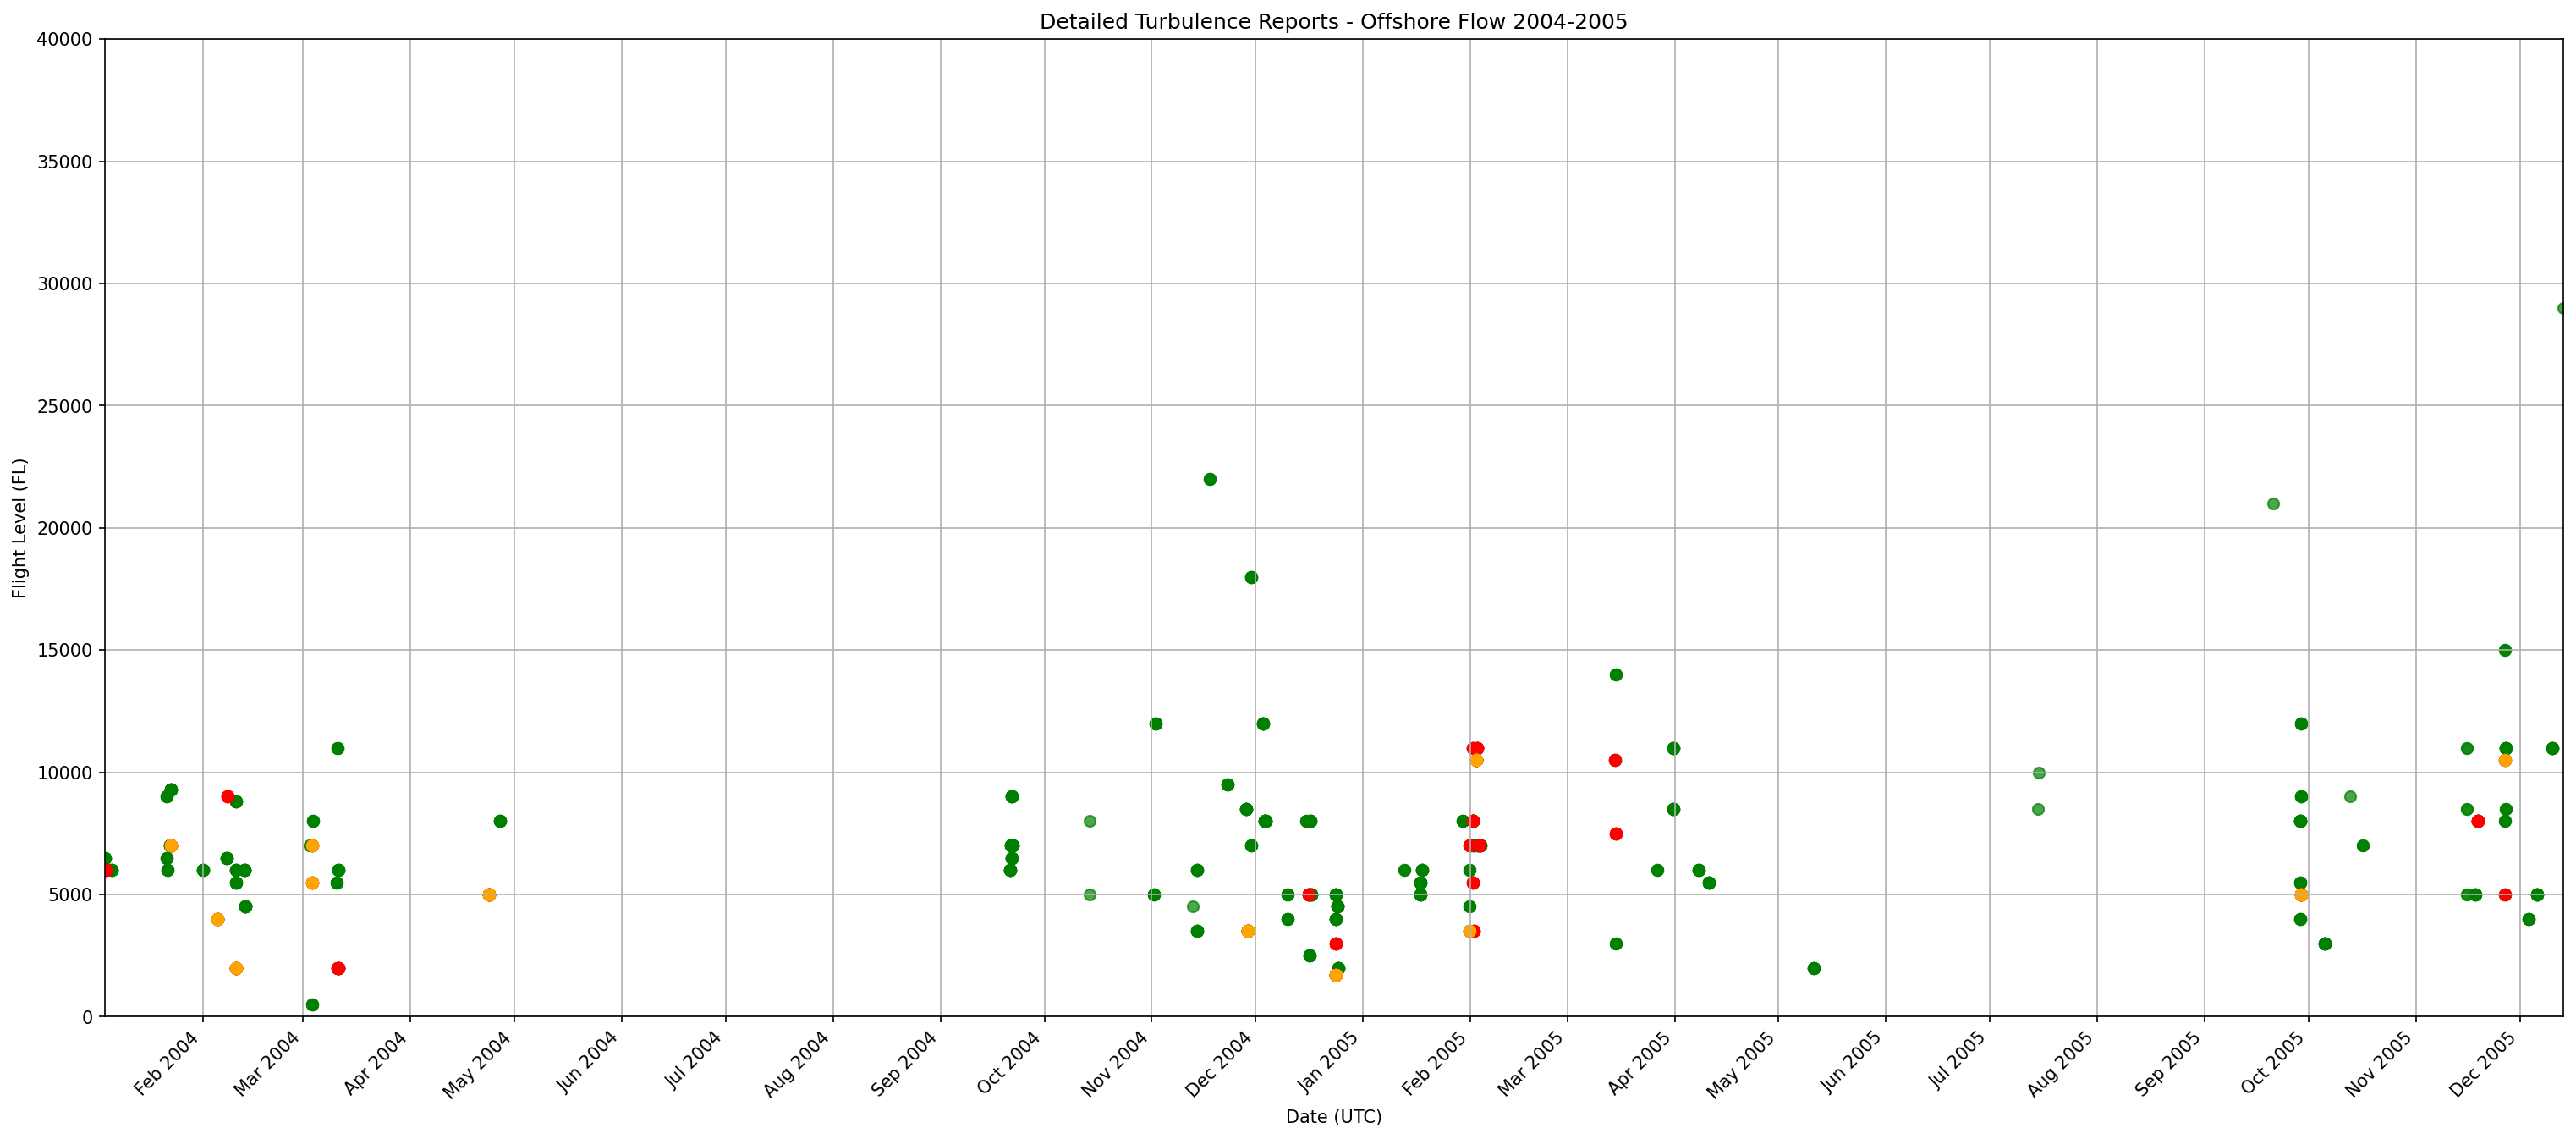 Detailed Turbulence Reports - Offshore Flow 2004-2005
40000
35000
30000
25000
20000
15000
10000
5000
0
Flight Level (FL)
Feb 2004
Mar 2004
Apr 2004
May 2004
Jun 2004
Jul 2004
Aug 2004
Sep 2004
Oct 2004
Nov 2004
Dec 2004
Jan 2005
Feb 2005
Mar 2005
Apr 2005
May 2005
Jun 2005
Jul 2005
Aug 2005
Sep 2005
Oct 2005
Nov 2005
Dec 2005
Date (UTC)